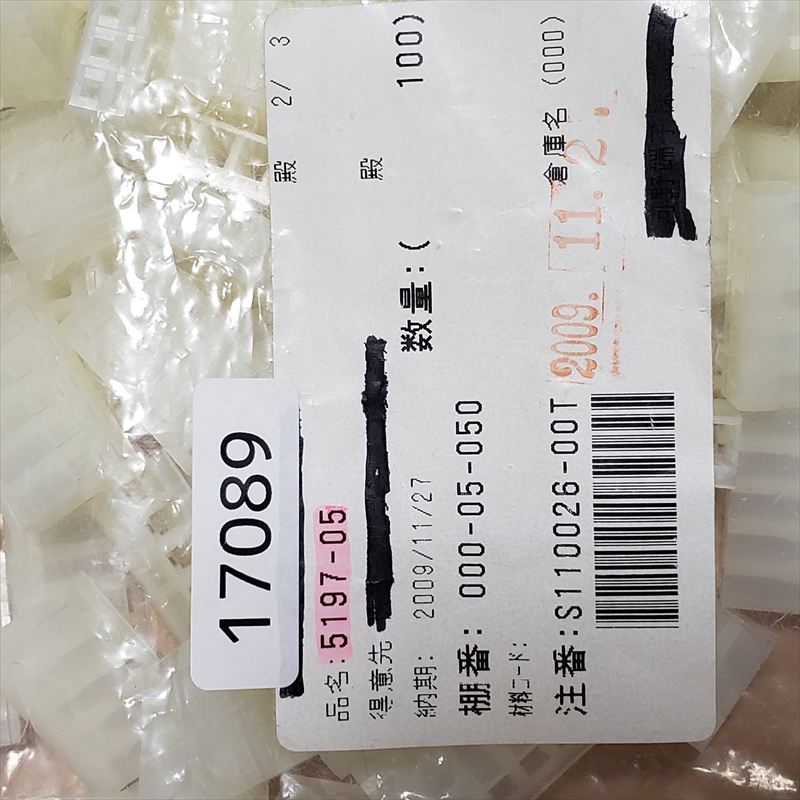 17089
殿 2/ 3
品名:5197-05
得意先 殿
納期: 2009/11/27 数量:( 100)
棚番: 000-05-050
材料コード:
注番:S110026-00T 倉庫名 (000)
2009. 11. 2.